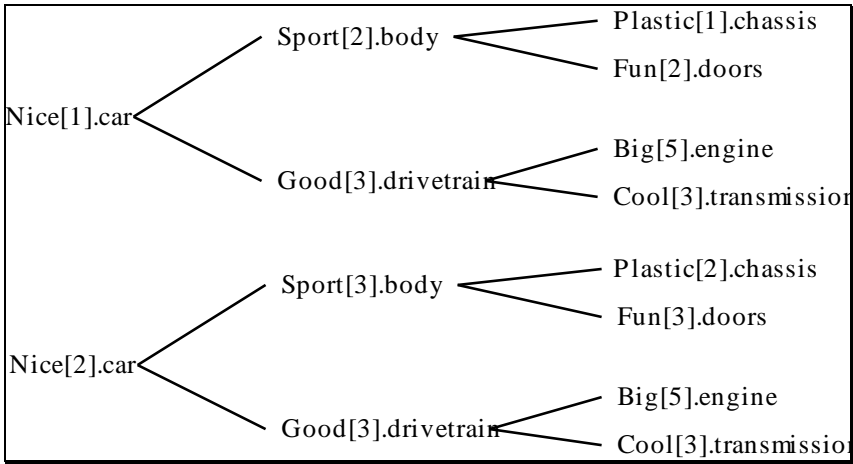 Plastic[1].chassis
Sport[2].body
Fun[2].doors
Nice[1].car
Big[5].engine
Good[3].drivetrain
Cool[3].transmission
Plastic[2].chassis
Sport[3].body
Fun[3].doors
Nice[2].car
Big[5].engine
Good[3].drivetrain
Cool[3].transmissio